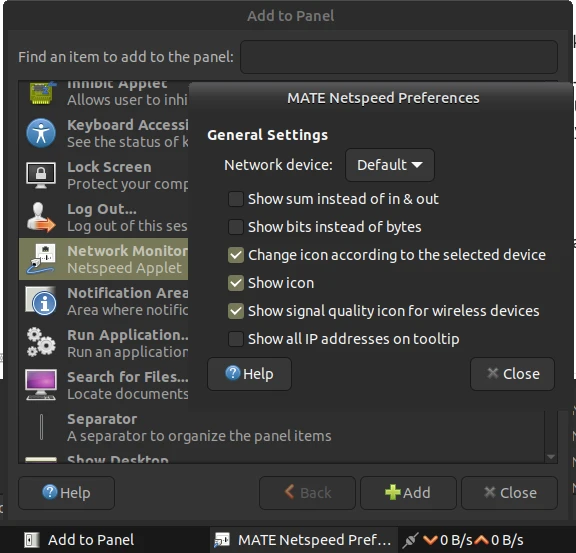 Add to Panel
Find an item to add to the panel:
Inhibit Applet
Allows user to inhi
Keyboard Accessi
See the status of k
Lock Screen
Protect your comp
Log Out...
Log out of this ses
Network Monitor
Netspeed Applet
Notification Area
Area where notific
Run Application...
Run an application
Search for Files...
Locate documents
Separator
A separator to organize the panel items
Show Desktop
MATE Netspeed Preferences
General Settings
Network device: Default
Show sum instead of in & out
Show bits instead of bytes
Change icon according to the selected device
Show icon
Show signal quality icon for wireless devices
Show all IP addresses on tooltip
Help Close
Help Back Add Close
Add to Panel MATE Netspeed Pref... 0 B/s 0 B/s